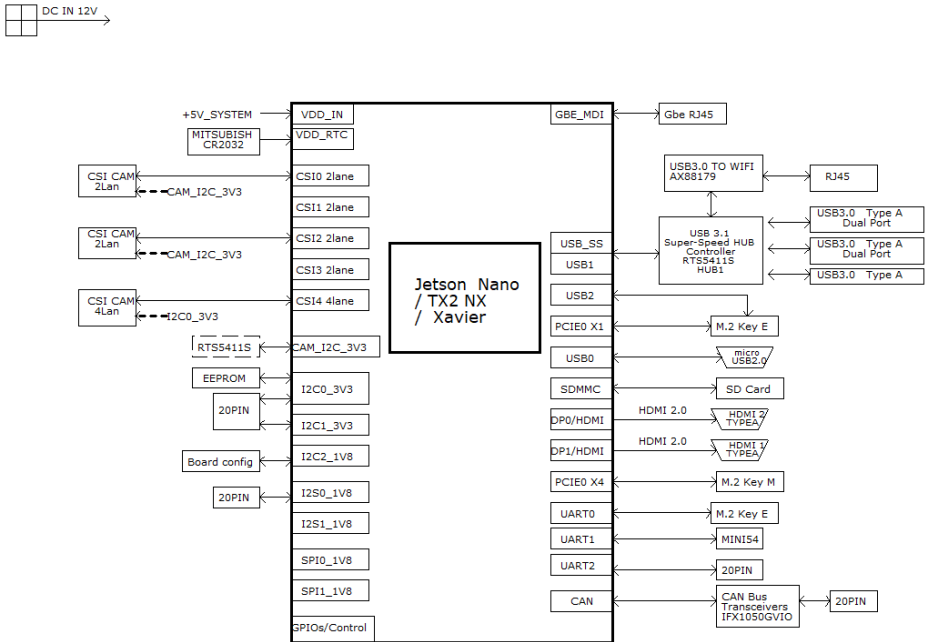 DC IN 12V
+5V_SYSTEM
VDD_IN
MITSUBISH
CR2032
VDD_RTC
CSI CAM
2Lan
CAM_I2C_3V3
CSI0 2lane
CSI1 2lane
CSI CAM
2Lan
CAM_I2C_3V3
CSI2 2lane
CSI3 2lane
CSI CAM
4Lan
I2C0_3V3
CSI4 4lane
RTS5411S
CAM_I2C_3V3
EEPROM
20PIN
I2C0_3V3
I2C1_3V3
Board config
I2C2_1V8
20PIN
I2S0_1V8
I2S1_1V8
SPI0_1V8
SPI1_1V8
GPIOs/Control
Jetson Nano
/ TX2 NX
/ Xavier
GBE_MDI
Gbe RJ45
USB3.0 TO WIFI
AX88179
RJ45
USB_SS
USB1
USB 3.1
Super-Speed HUB
Controller
RTS5411S
HUB1
USB3.0 Type A
Dual Port
USB3.0 Type A
Dual Port
USB3.0 Type A
USB2
PCIE0 X1
M.2 Key E
USB0
micro
USB2.0
SDMMC
SD Card
DP0/HDMI
HDMI 2.0
HDMI 2
TYPEA
DP1/HDMI
HDMI 2.0
HDMI 1
TYPEA
PCIE0 X4
M.2 Key M
UART0
M.2 Key E
UART1
MINI54
UART2
20PIN
CAN
CAN Bus
Transceivers
IFX1050GVIO
20PIN